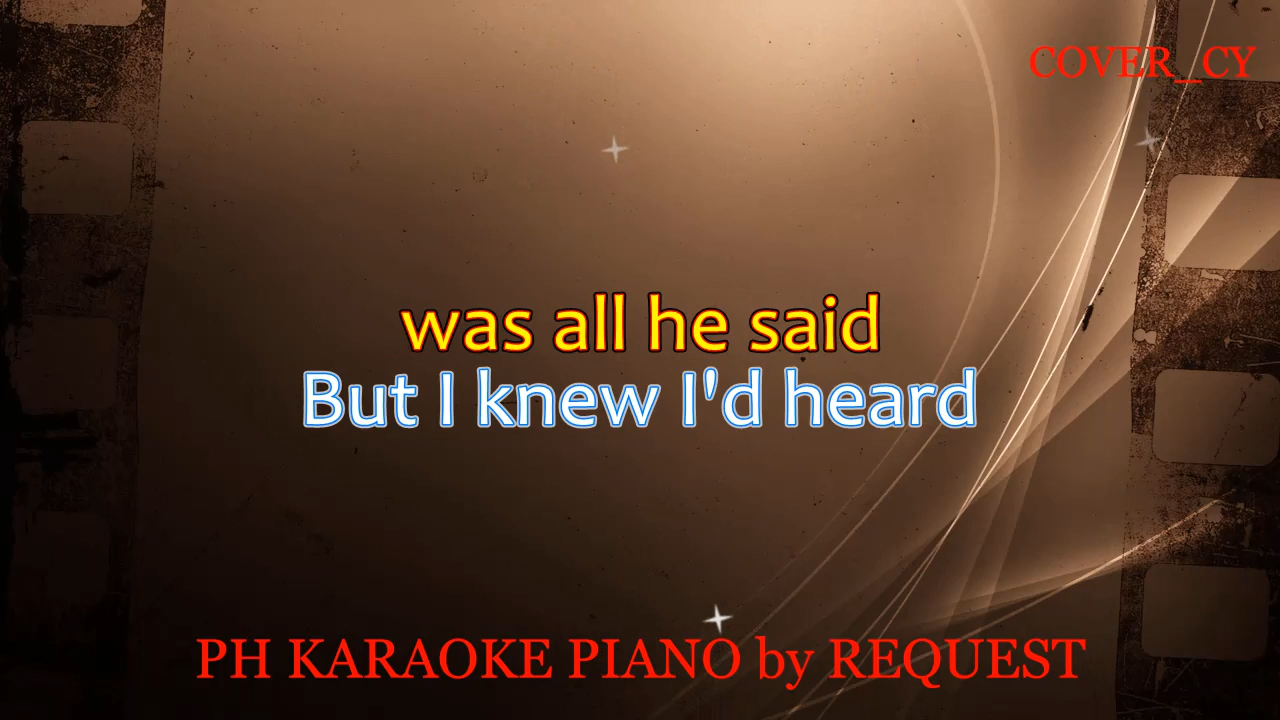 COVER_CY
was all he said
But I knew I'd heard
PH KARAOKE PIANO by REQUEST